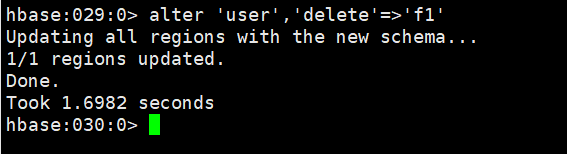 hbase:029:0> alter 'user','delete'=>'f1'
Updating all regions with the new schema...
1/1 regions updated.
Done.
Took 1.6982 seconds
hbase:030:0>